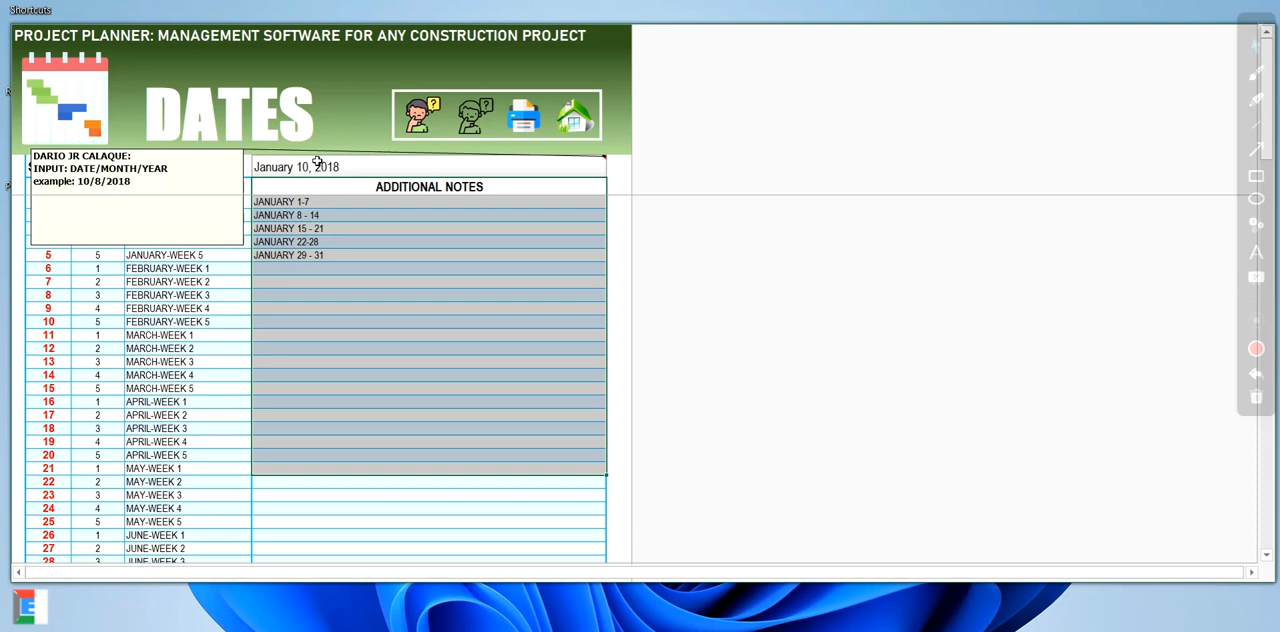 Shortcuts
PROJECT PLANNER: MANAGEMENT SOFTWARE FOR ANY CONSTRUCTION PROJECT
DATES
DARIO JR CALAQUE:
INPUT: DATE/MONTH/YEAR
example: 10/8/2018
January 10, 2018
ADDITIONAL NOTES
JANUARY 1-7
JANUARY 8 - 14
JANUARY 15 - 21
JANUARY 22-28
5 5 JANUARY-WEEK 5 JANUARY 29 - 31
6 1 FEBRUARY-WEEK 1
7 2 FEBRUARY-WEEK 2
8 3 FEBRUARY-WEEK 3
9 4 FEBRUARY-WEEK 4
10 5 FEBRUARY-WEEK 5
11 1 MARCH-WEEK 1
12 2 MARCH-WEEK 2
13 3 MARCH-WEEK 3
14 4 MARCH-WEEK 4
15 5 MARCH-WEEK 5
16 1 APRIL-WEEK 1
17 2 APRIL-WEEK 2
18 3 APRIL-WEEK 3
19 4 APRIL-WEEK 4
20 5 APRIL-WEEK 5
21 1 MAY-WEEK 1
22 2 MAY-WEEK 2
23 3 MAY-WEEK 3
24 4 MAY-WEEK 4
25 5 MAY-WEEK 5
26 1 JUNE-WEEK 1
27 2 JUNE-WEEK 2
28 3 JUNE-WEEK 3